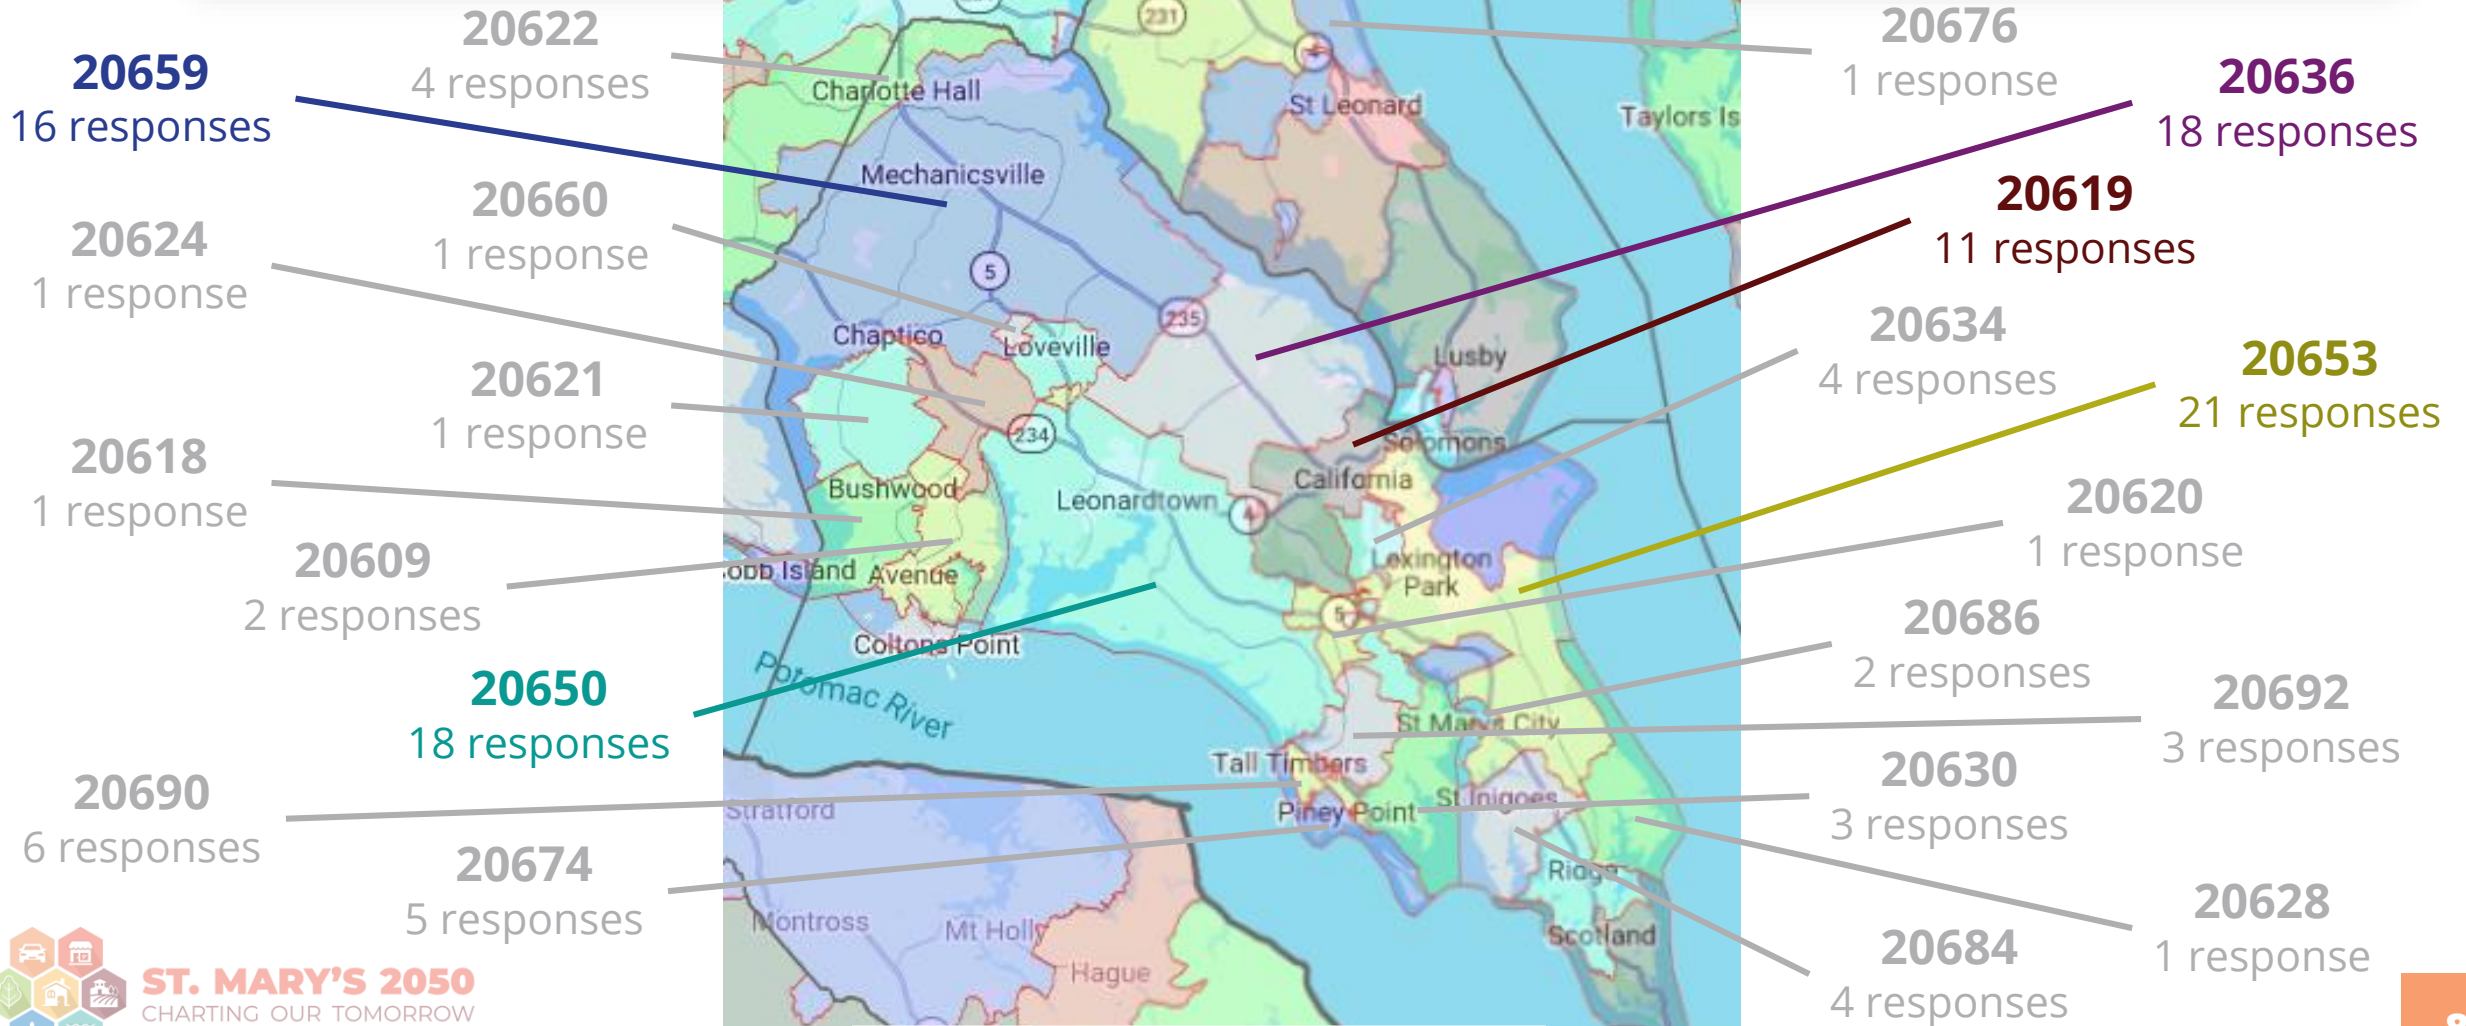 20622
4 responses
20659
16 responses
20660
1 response
20624
1 response
20621
1 response
20618
1 response
20609
2 responses
20650
18 responses
20690
6 responses
20674
5 responses
ST. MARY'S 2050
CHARTING OUR TOMORROW
231
4
Charlotte Hall
St Leonard
Taylors Is
Mechanicsville
5
235
Chaptico
Loveville
Lusby
234
Solomons
California
Bushwood
Leonardtown
4
Lexington
Park
obb Island
Avenue
5
Coltons Point
Potomac River
St Marys City
Tall Timbers
Stratford
Piney Point
St Inigoes
Ridge
Montross
Mt Holly
Scotland
Hague
20676
1 response
20636
18 responses
20619
11 responses
20634
4 responses
20653
21 responses
20620
1 response
20686
2 responses
20692
3 responses
20630
3 responses
20628
1 response
20684
4 responses